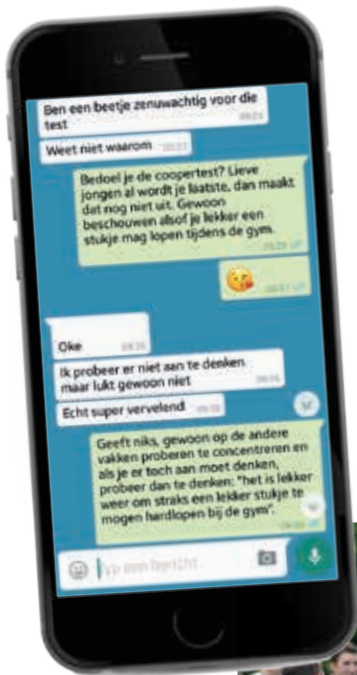 Ben een beetje zenuwachtig voor die
test
Weet niet waarom
Bedoel je de coopertest? Lieve
jongen al wordt je laatste, dan maakt
dat nog niet uit. Gewoon
beschouwen alsof je lekker een
stukje mag lopen tijdens de gym.
Oke
Ik probeer er niet aan te denken
maar lukt gewoon niet
Echt super vervelend
Geeft niks, gewoon op de andere
vakken proberen te concentreren en
als je er toch aan moet denken,
probeer dan te denken: "het is lekker
weer om straks een lekker stukje te
mogen hardlopen bij de gym".
een bericht